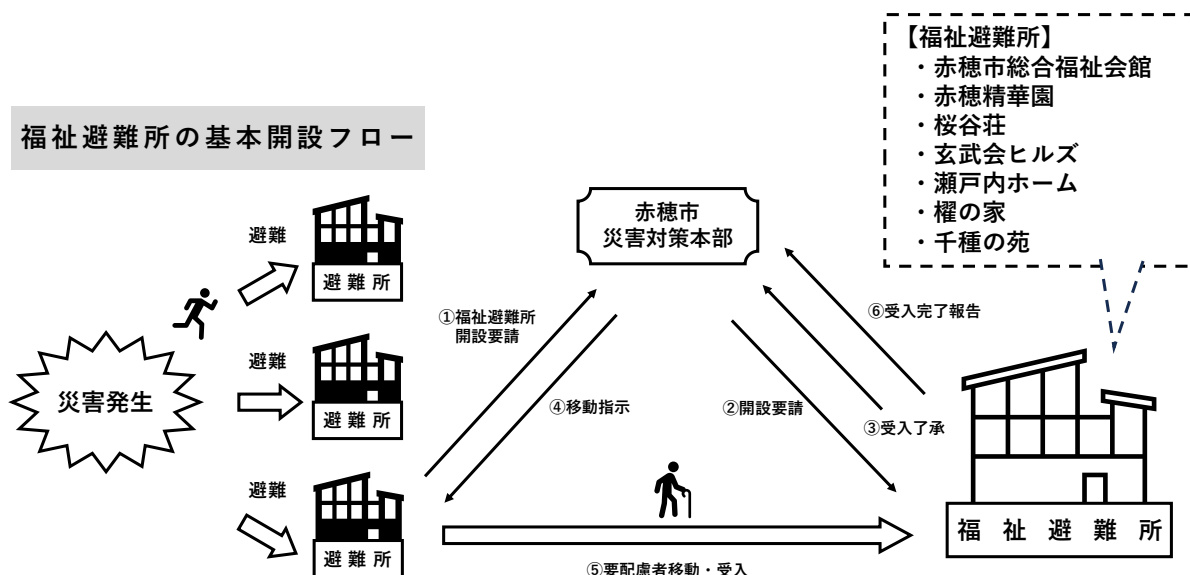 【福祉避難所】
・赤穂市総合福祉会館
・赤穂精華園
・桜谷荘
・玄武会ヒルズ
・瀬戸内ホーム
・櫂の家
・千種の苑
福祉避難所の基本開設フロー
避難
避難所
赤穂市
災害対策本部
①福祉避難所
開設要請
⑥受入完了報告
災害発生
避難
避難所
④移動指示
②開設要請
③受入了承
避難
避難所
福祉避難所
⑤要配慮者移動・受入